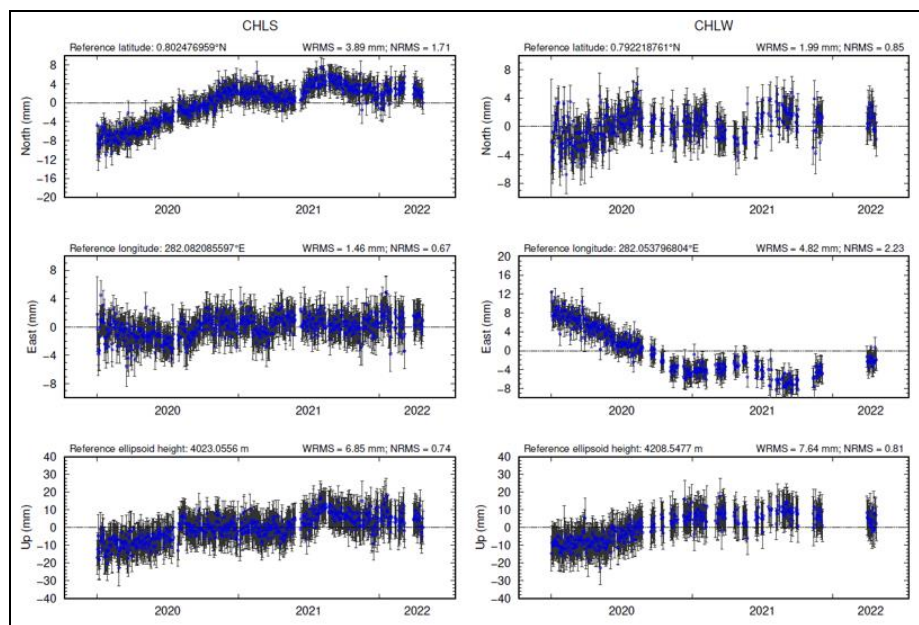 CHLS
CHLW
Reference latitude: 0.802476959°N WRMS = 3.89 mm; NRMS = 1.71
North (mm)
8
4
0
−4
−8
−12
−16
−20
2020 2021 2022
Reference latitude: 0.792218761°N WRMS = 1.99 mm; NRMS = 0.85
North (mm)
8
4
0
−4
−8
2020 2021 2022
Reference longitude: 282.082085597°E WRMS = 1.46 mm; NRMS = 0.67
East (mm)
8
4
0
−4
−8
2020 2021 2022
Reference longitude: 282.053796804°E WRMS = 4.82 mm; NRMS = 2.23
East (mm)
20
16
12
8
4
0
−4
−8
2020 2021 2022
Reference ellipsoid height: 4023.0556 m WRMS = 6.85 mm; NRMS = 0.74
Up (mm)
40
30
20
10
0
−10
−20
−30
−40
2020 2021 2022
Reference ellipsoid height: 4208.5477 m WRMS = 7.64 mm; NRMS = 0.81
Up (mm)
40
30
20
10
0
−10
−20
−30
−40
2020 2021 2022